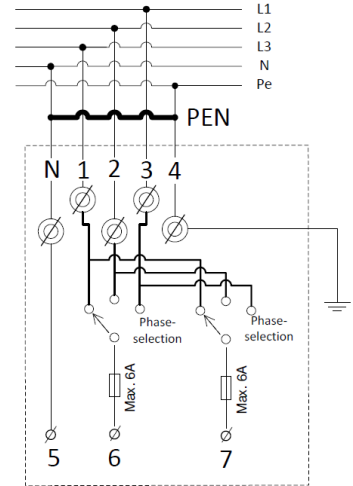 L1
L2
L3
N
Pe
PEN
N 1 2 3 4
Phase-
selection
Phase-
selection
Max. 6A
Max. 6A
5 6 7